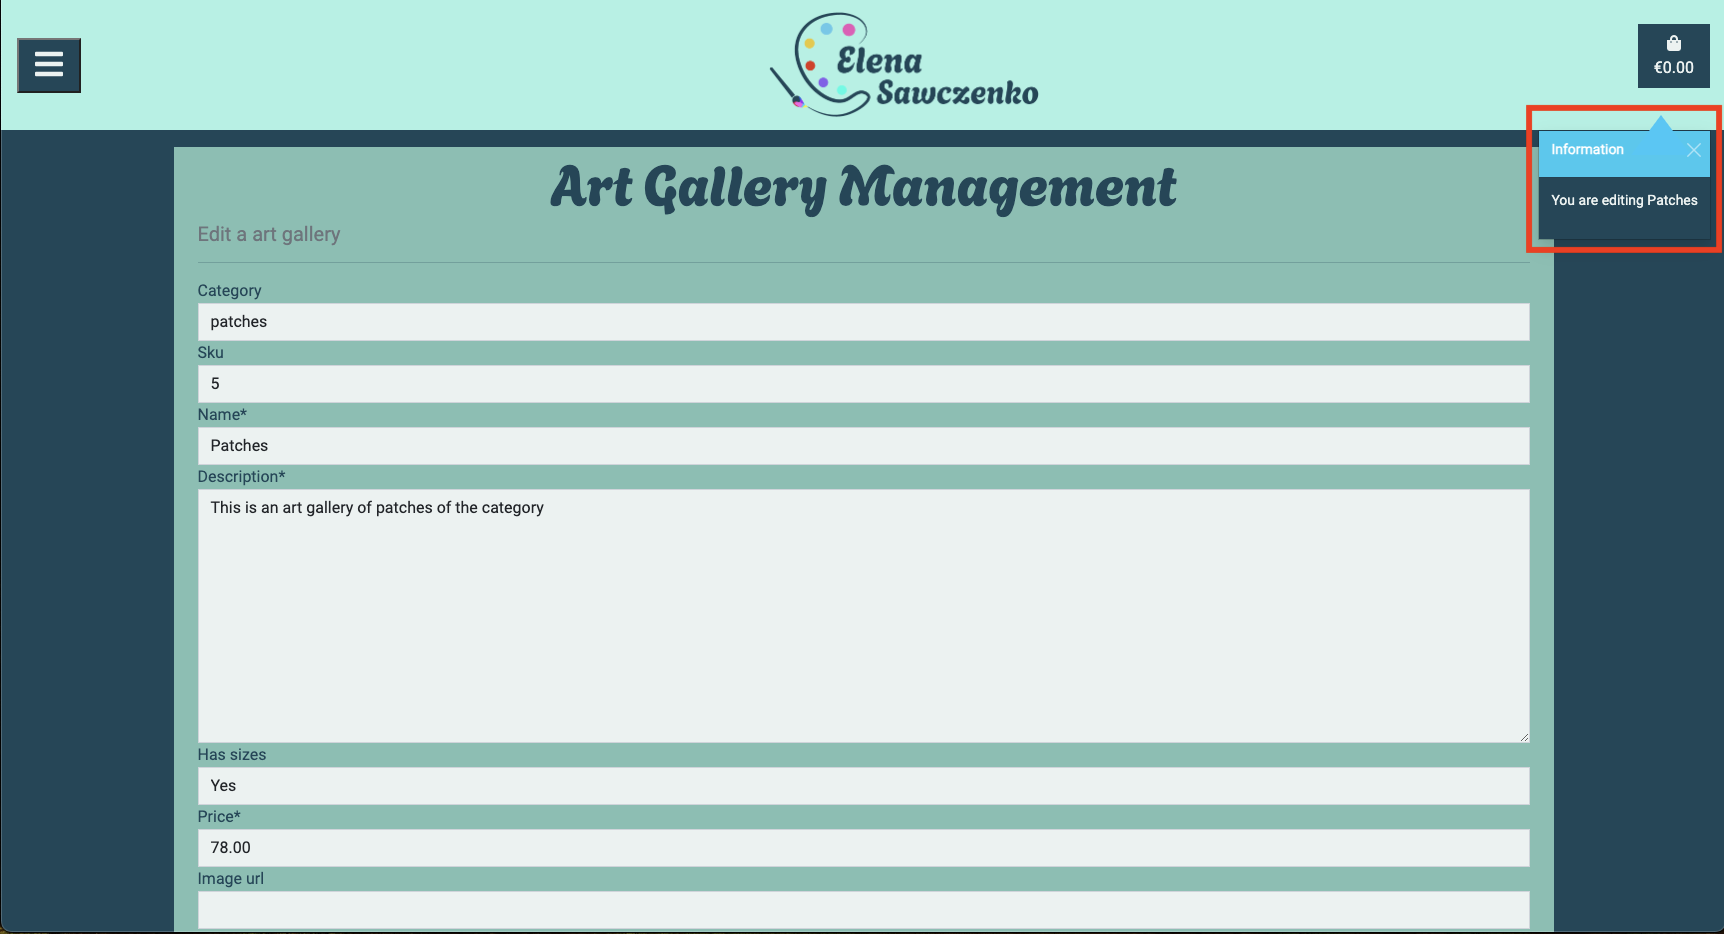 Elena
Sawczenko
€0.00
Information
You are editing Patches
Art Gallery Management
Edit a art gallery
Category
patches
Sku
5
Name*
Patches
Description*
This is an art gallery of patches of the category
Has sizes
Yes
Price*
78.00
Image url